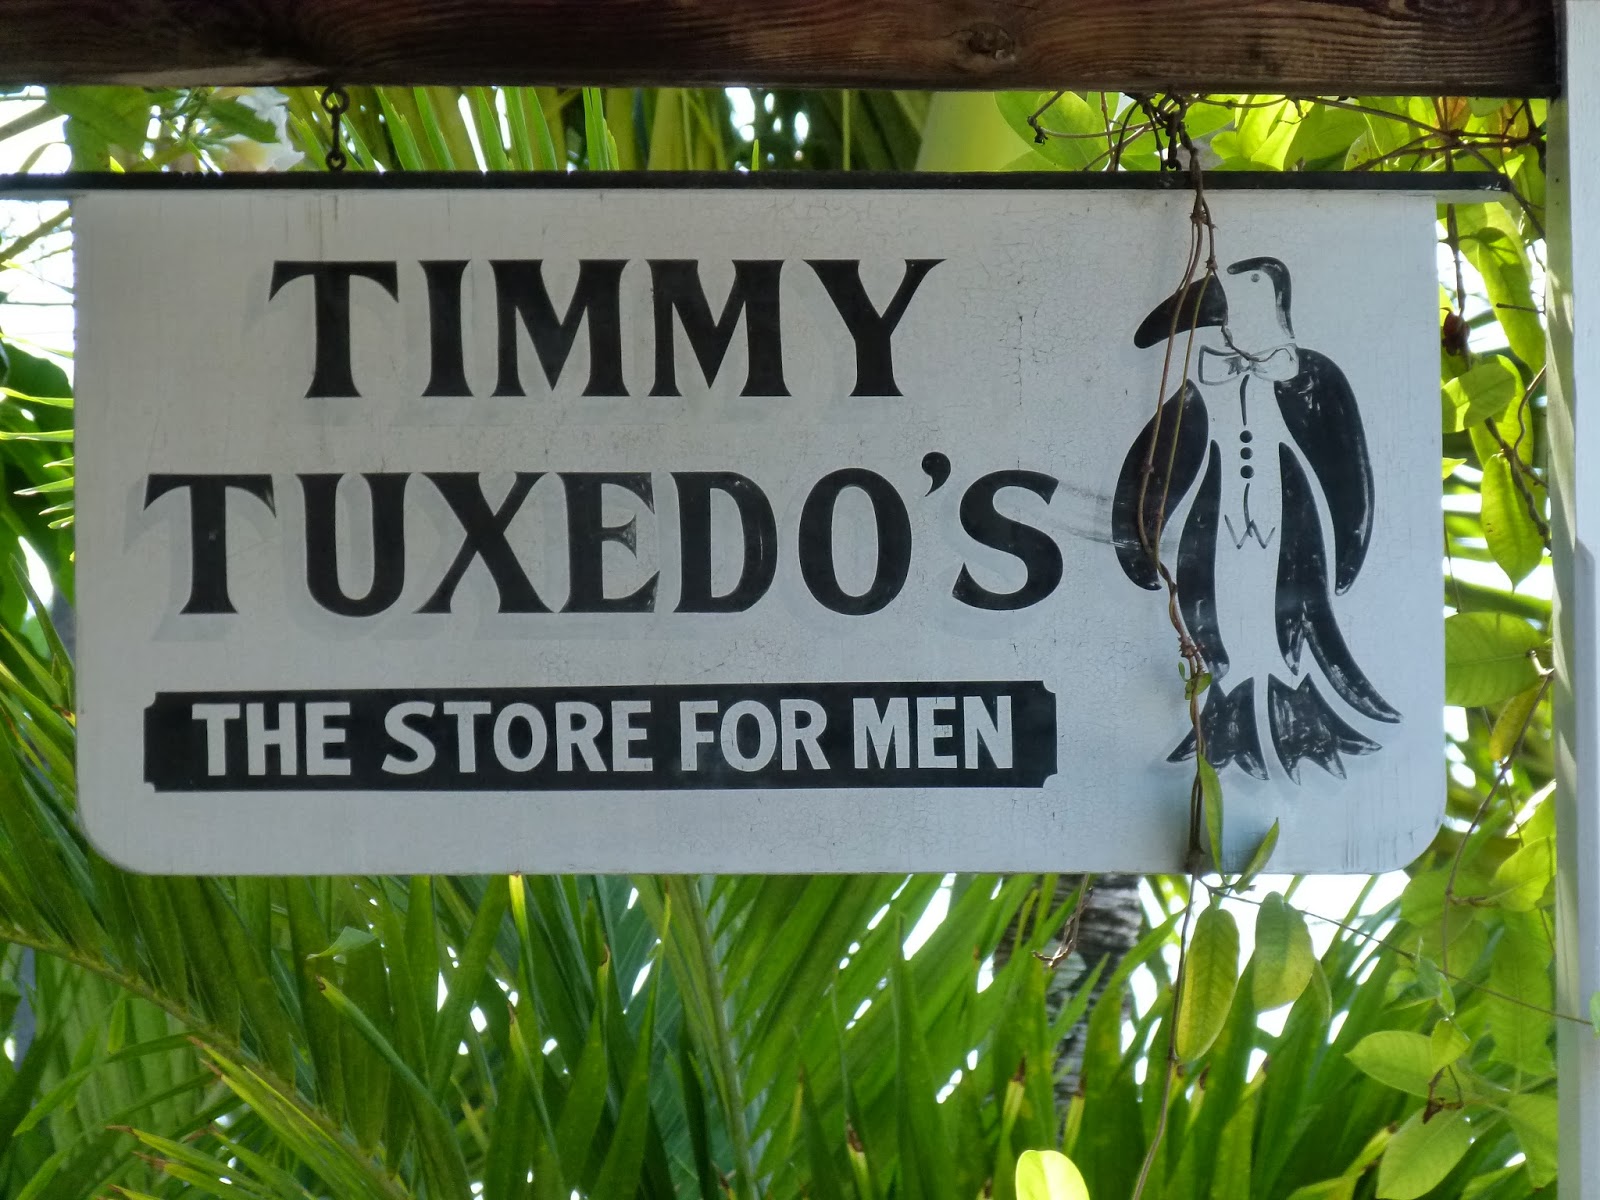 TIMMY
TUXEDO'S
THE STORE FOR MEN